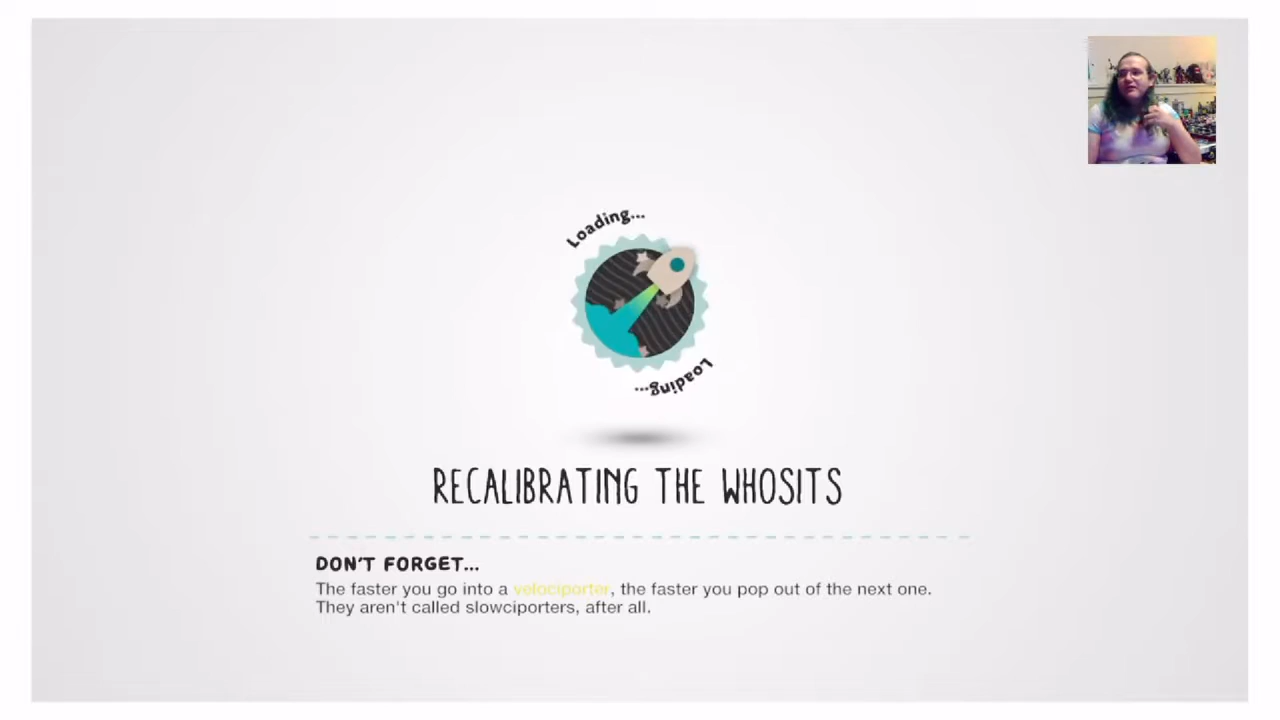 Loading...
Loading...
RECALIBRATING THE WHOSITS
DON'T FORGET...
The faster you go into a velociporter, the faster you pop out of the next one.
They aren't called slowciporters, after all.